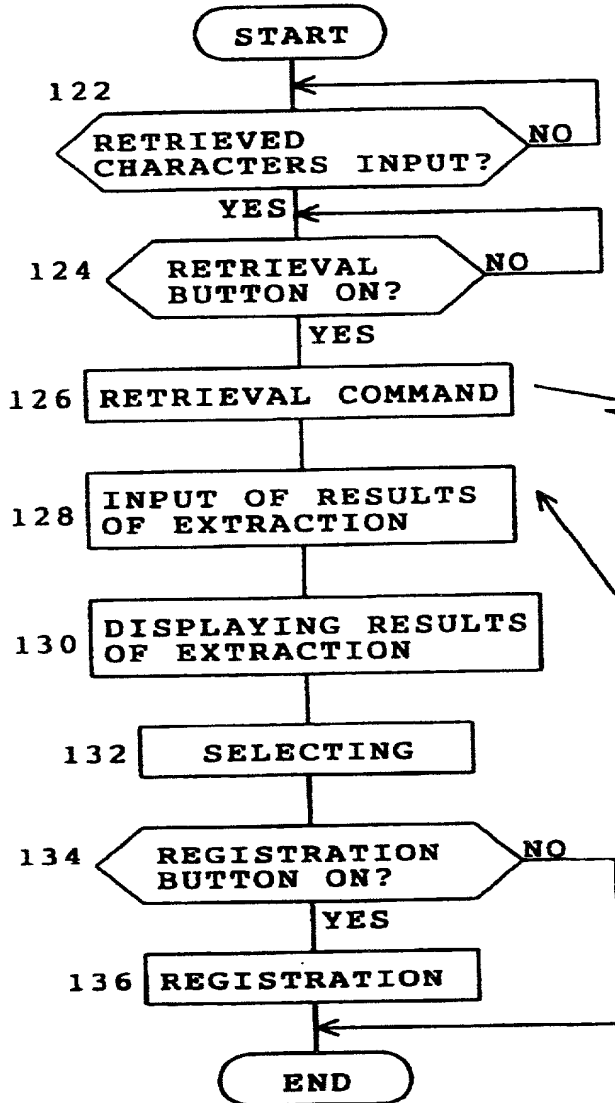 START
122
RETRIEVED
CHARACTERS INPUT?
NO
YES
124
RETRIEVAL
BUTTON ON?
NO
YES
126
RETRIEVAL COMMAND
128
INPUT OF RESULTS
OF EXTRACTION
130
DISPLAYING RESULTS
OF EXTRACTION
132
SELECTING
134
REGISTRATION
BUTTON ON?
NO
YES
136
REGISTRATION
END